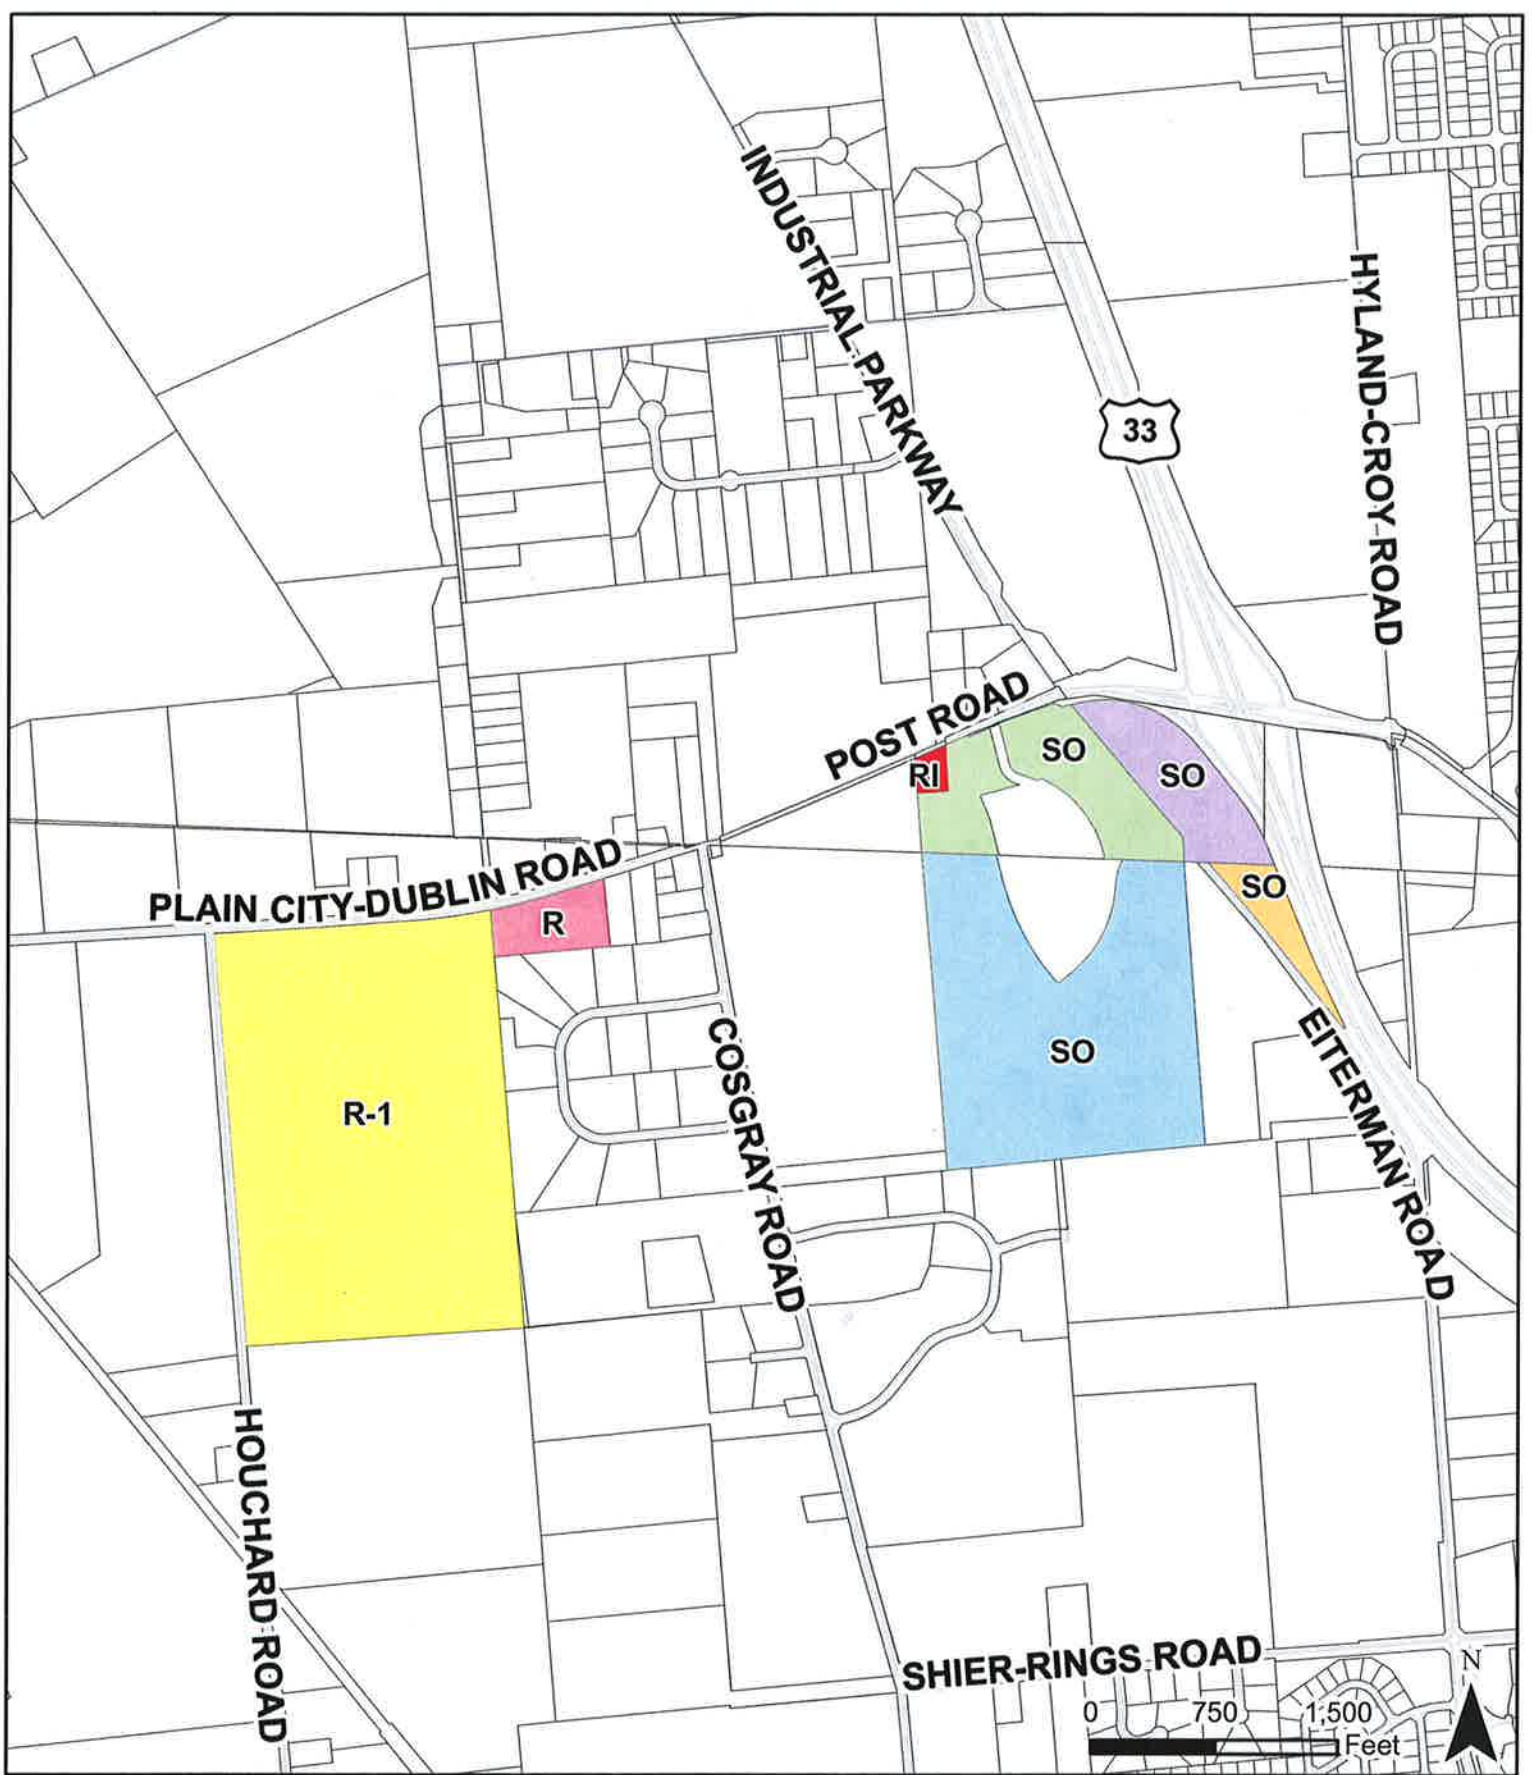 INDUSTRIAL PARKWAY
HYLAND-CROY-ROAD
33
POST ROAD
SO
SO
RI
PLAIN CITY-DUBLIN ROAD
R
SO
R-1
SO
COSGRAY ROAD
EITERMAN ROAD
HOUCHARD ROAD
SHIER-RINGS ROAD
N
0 750 1,500
Feet